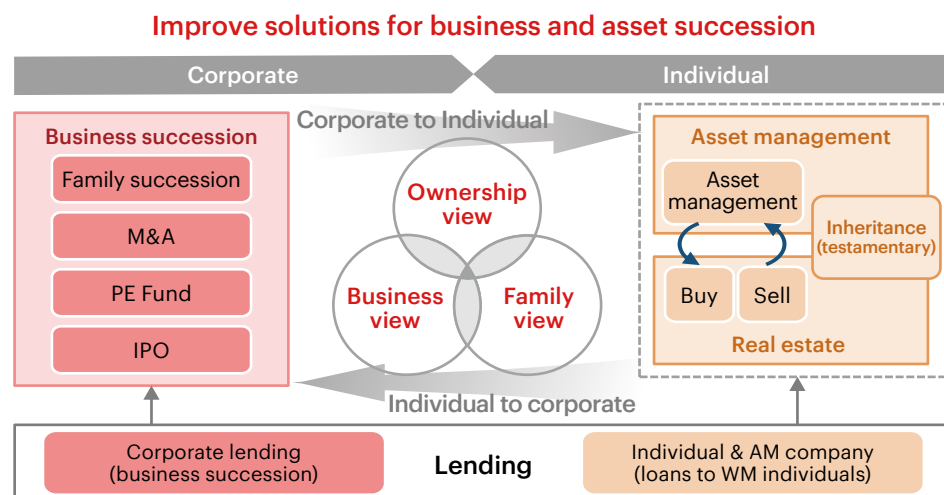 Improve solutions for business and asset succession
Corporate
Individual
Business succession
Family succession
M&A
PE Fund
IPO
Corporate to Individual
Ownership
view
Business
view
Family
view
Individual to corporate
Asset management
Asset
management
Inheritance
(testamentary)
Buy
Sell
Real estate
Corporate lending
(business succession)
Lending
Individual & AM company
(loans to WM individuals)